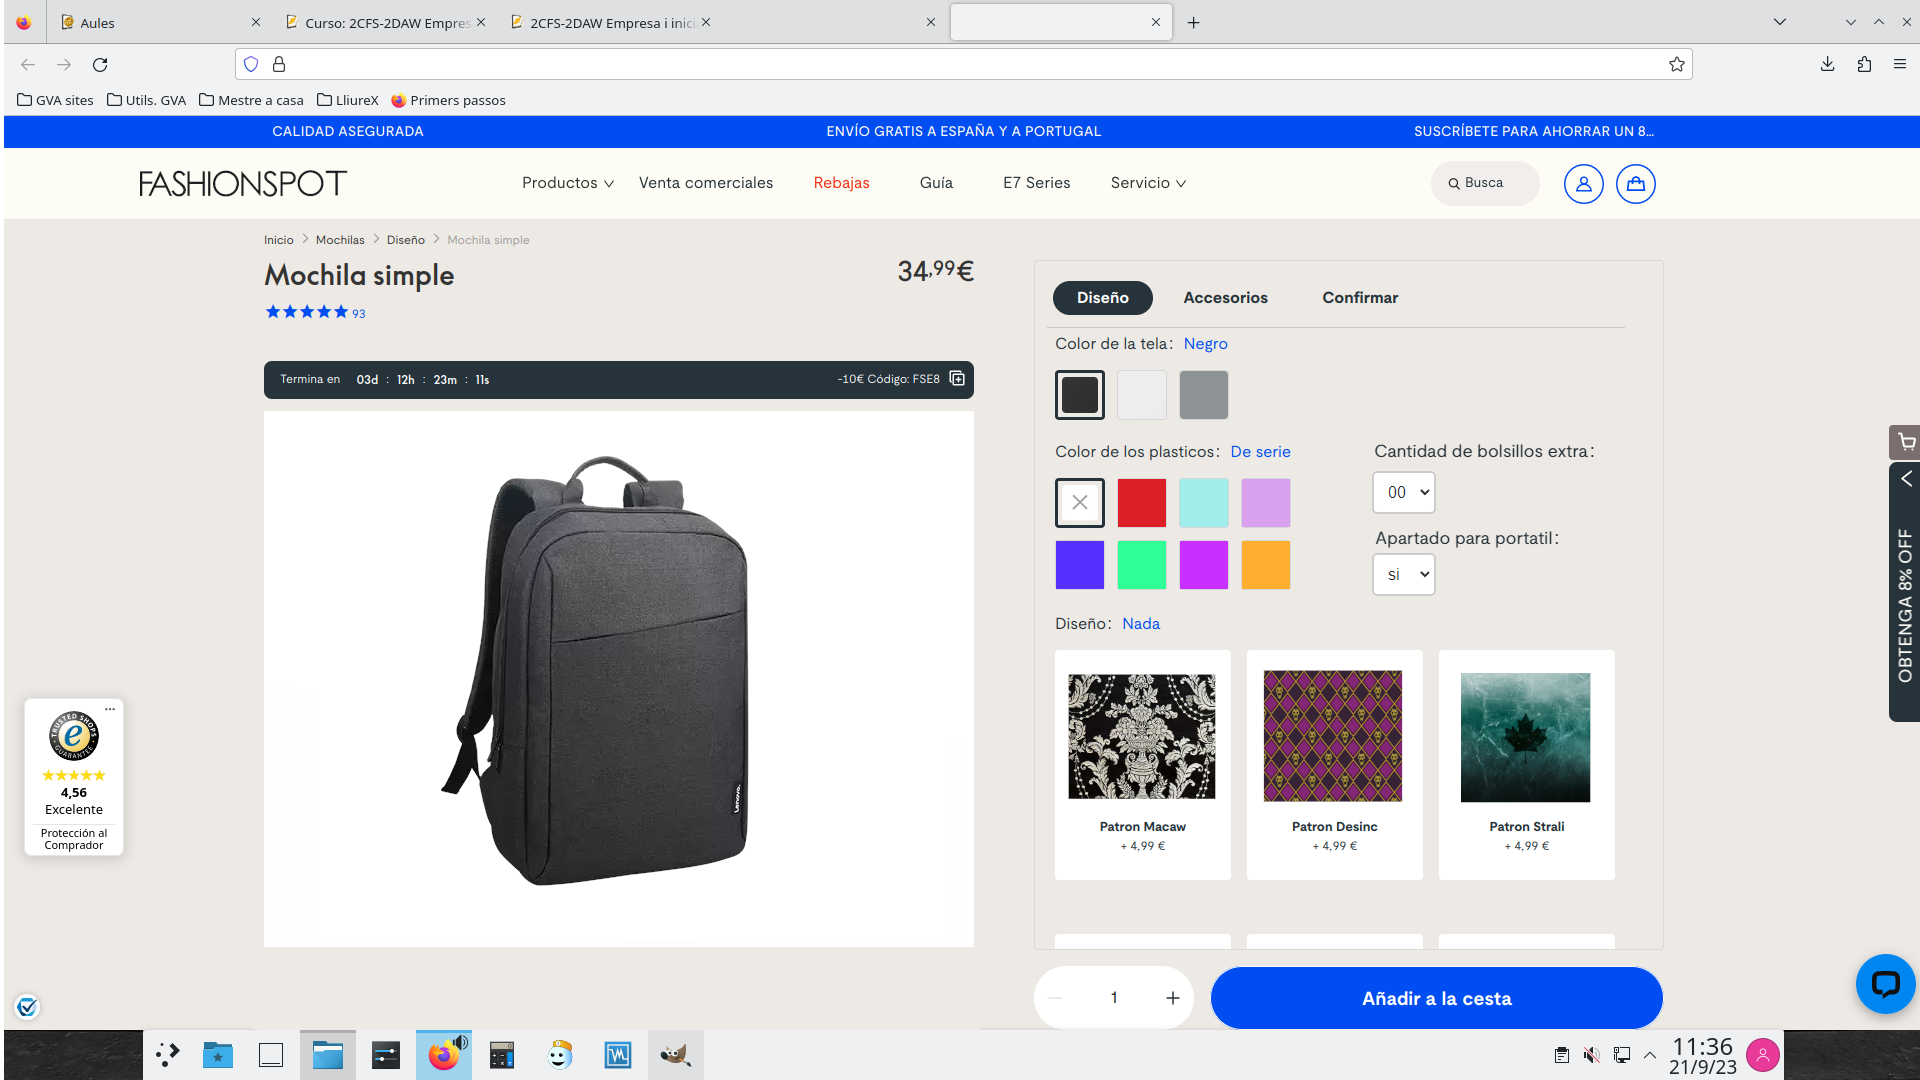 Aules
Curso: 2CFS-2DAW Empres
2CFS-2DAW Empresa i inici
GVA sites
Utils. GVA
Mestre a casa
LliureX
Primers passos
CALIDAD ASEGURADA
ENVÍO GRATIS A ESPAÑA Y A PORTUGAL
SUSCRÍBETE PARA AHORRAR UN 8...
FASHIONSPOT
Productos
Venta comerciales
Rebajas
Guía
E7 Series
Servicio
Busca
Inicio > Mochilas > Diseño > Mochila simple
Mochila simple
34,99€
93
Termina en 03d : 12h : 23m : 11s
-10€ Código: FSE8
Lenovo
Diseño
Accesorios
Confirmar
Color de la tela: Negro
Color de los plasticos: De serie
Cantidad de bolsillos extra:
00
Apartado para portatil:
si
Diseño: Nada
Patron Macaw
+ 4,99 €
Patron Desinc
+ 4,99 €
Patron Strali
+ 4,99 €
1
Añadir a la cesta
OBTENGA 8% OFF
TRUSTED SHOPS
e
GUARANTEE
4,56
Excelente
Protección al
Comprador
11:36
21/9/23